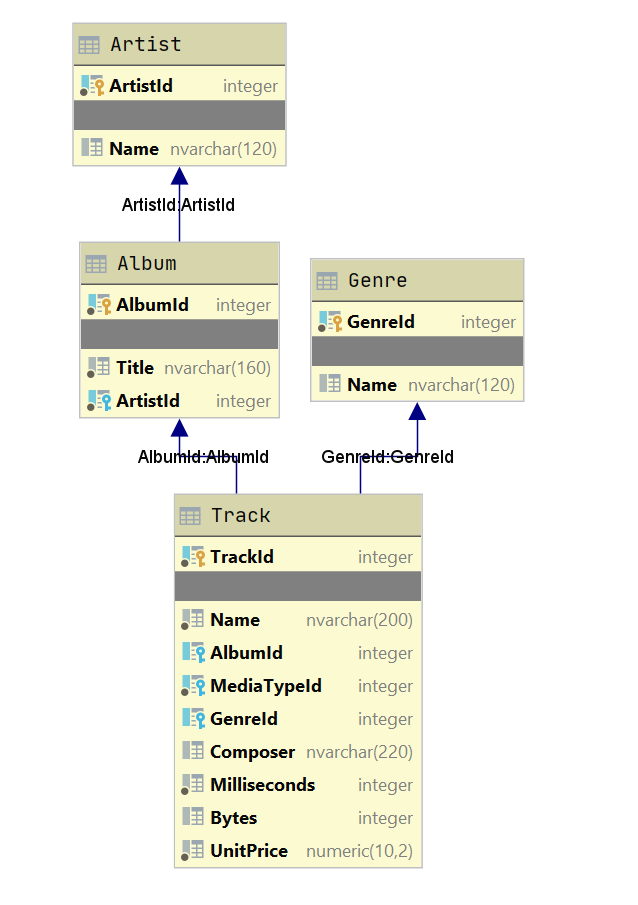 Artist
ArtistId integer
Name nvarchar(120)
ArtistId:ArtistId
Album
AlbumId integer
Title nvarchar(160)
ArtistId integer
Genre
GenreId integer
Name nvarchar(120)
AlbumId:AlbumId
GenreId:GenreId
Track
TrackId integer
Name nvarchar(200)
AlbumId integer
MediaTypeId integer
GenreId integer
Composer nvarchar(220)
Milliseconds integer
Bytes integer
UnitPrice numeric(10,2)